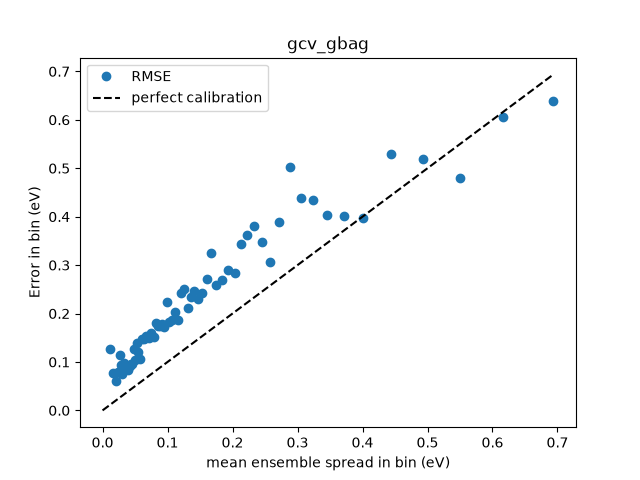 gcv_gbag
RMSE
perfect calibration
Error in bin (eV)
0.7
0.6
0.5
0.4
0.3
0.2
0.1
0.0
0.0 0.1 0.2 0.3 0.4 0.5 0.6 0.7
mean ensemble spread in bin (eV)